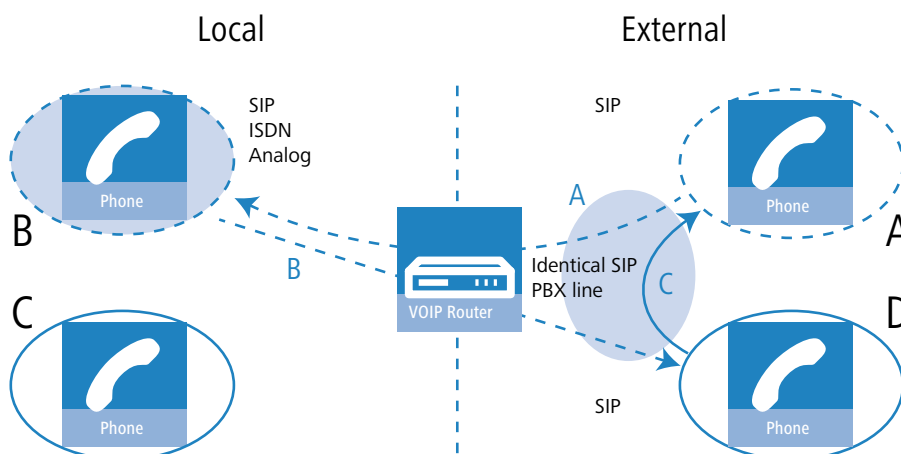 Local
External
SIP
ISDN
Analog
SIP
Phone
Phone
B
A
A
B
Identical SIP
PBX line
C
VOIP Router
C
D
Phone
SIP
Phone